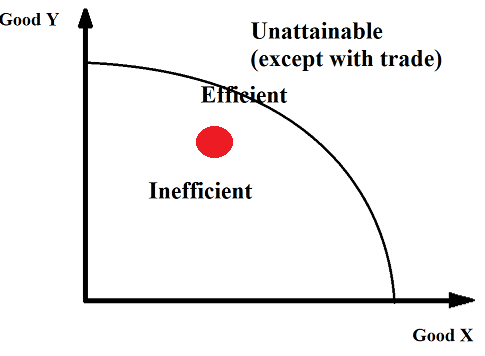 Good Y
Unattainable
(except with trade)
Efficient
Inefficient
Good X